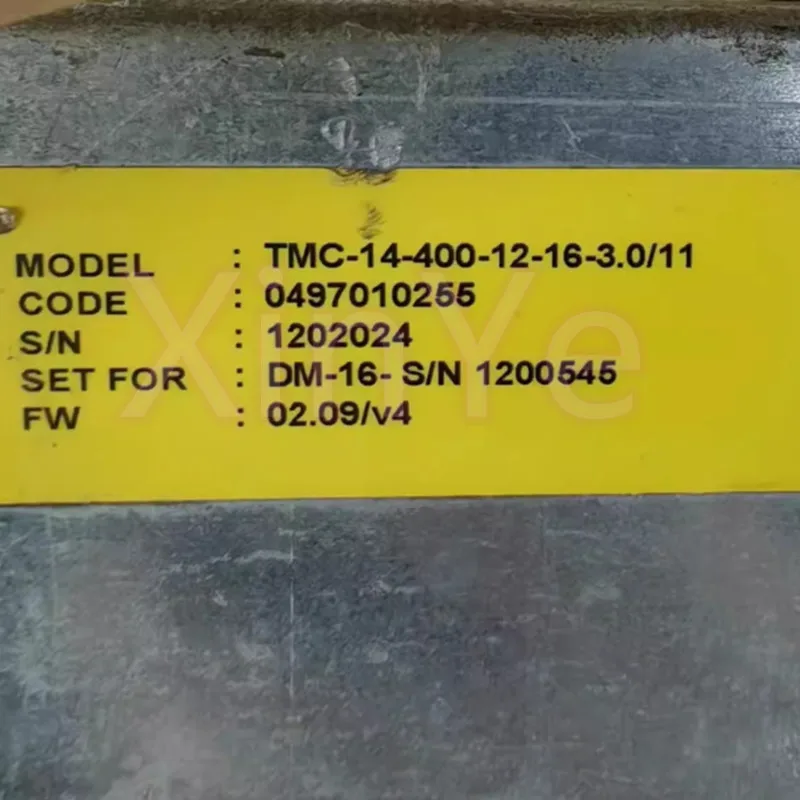 MODEL : TMC-14-400-12-16-3.0/11
CODE : 0497010255
S/N : 1202024
SET FOR : DM-16- S/N 1200545
FW : 02.09/v4
XinYe